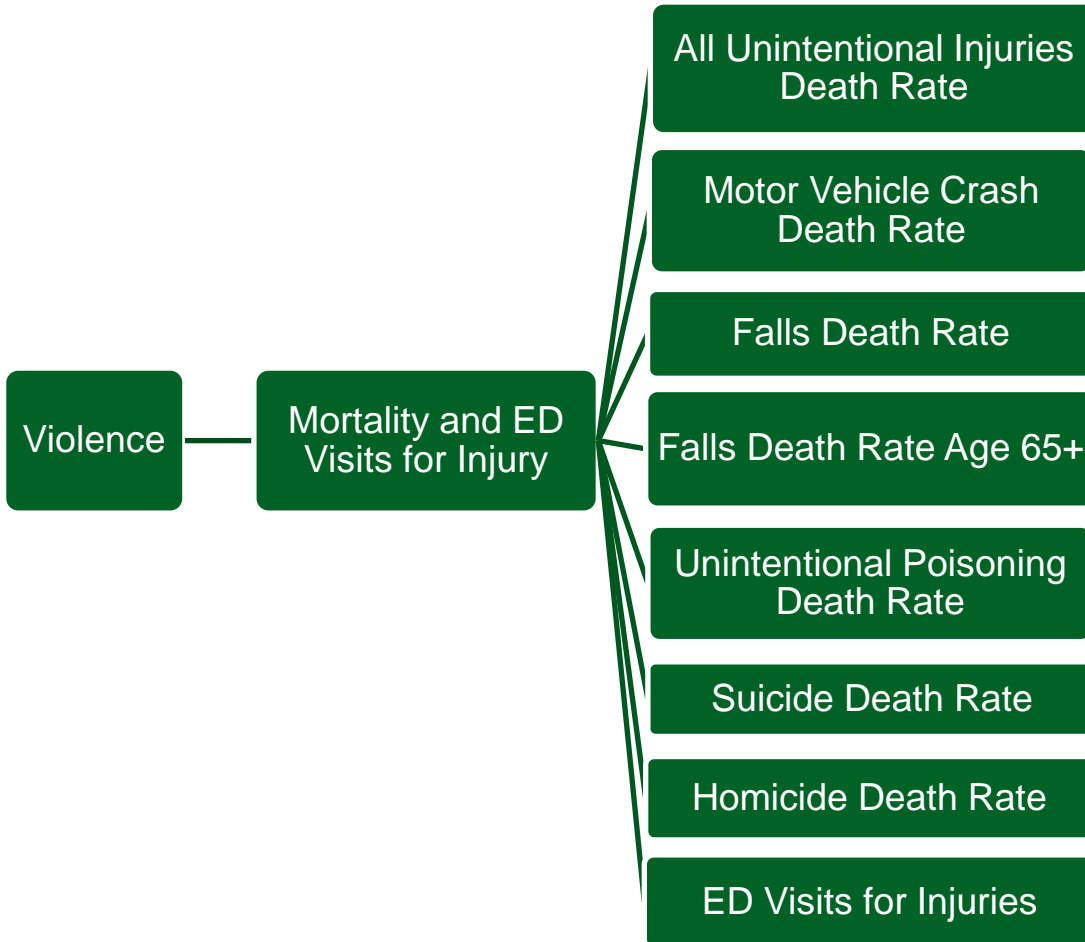 Violence
Mortality and ED
Visits for Injury
All Unintentional Injuries
Death Rate
Motor Vehicle Crash
Death Rate
Falls Death Rate
Falls Death Rate Age 65+
Unintentional Poisoning
Death Rate
Suicide Death Rate
Homicide Death Rate
ED Visits for Injuries